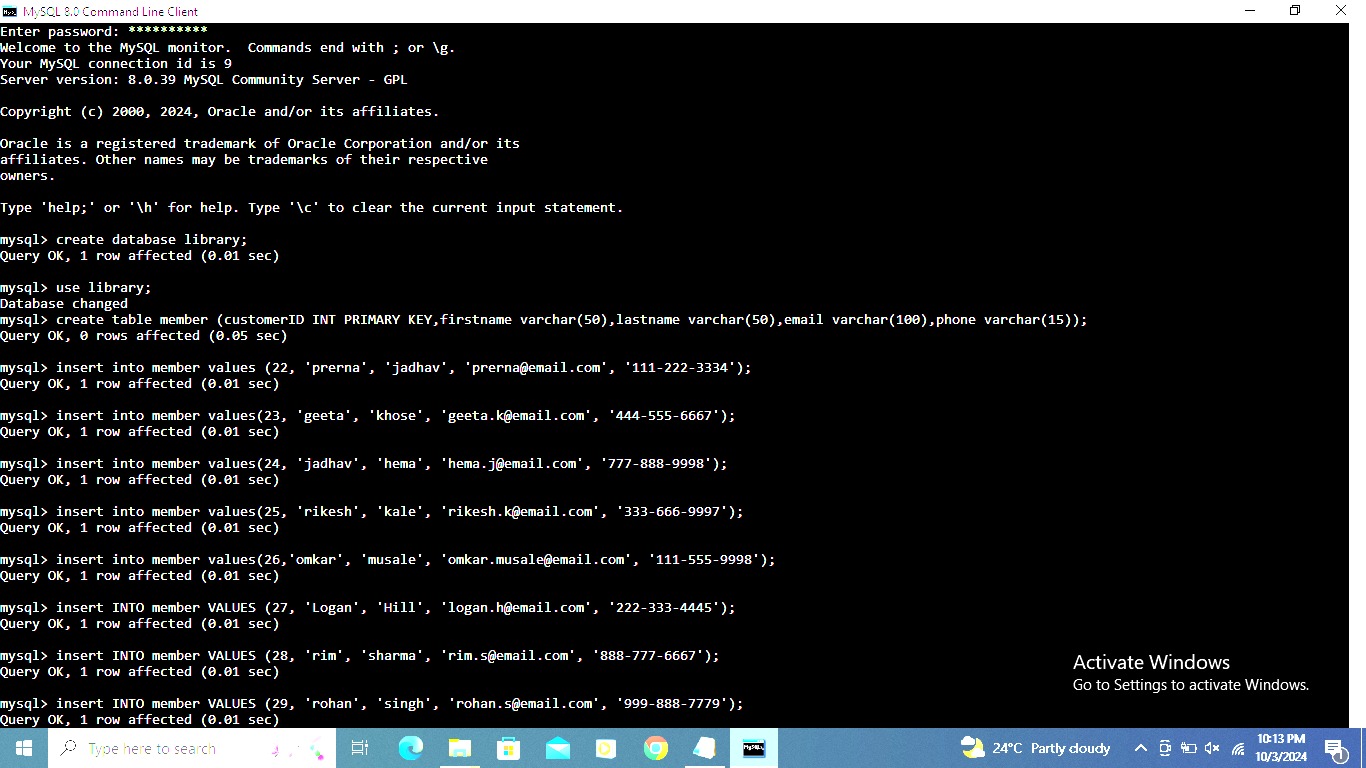 MySQL 8.0 Command Line Client
Enter password: **********
Welcome to the MySQL monitor.  Commands end with ; or \g.
Your MySQL connection id is 9
Server version: 8.0.39 MySQL Community Server - GPL
Copyright (c) 2000, 2024, Oracle and/or its affiliates.
Oracle is a registered trademark of Oracle Corporation and/or its
affiliates. Other names may be trademarks of their respective
owners.
Type 'help;' or '\h' for help. Type '\c' to clear the current input statement.
mysql> create database library;
Query OK, 1 row affected (0.01 sec)
mysql> use library;
Database changed
mysql> create table member (customerID INT PRIMARY KEY,firstname varchar(50),lastname varchar(50),email varchar(100),phone varchar(15));
Query OK, 0 rows affected (0.05 sec)
mysql> insert into member values (22, 'prerna', 'jadhav', 'prerna@email.com', '111-222-3334');
Query OK, 1 row affected (0.01 sec)
mysql> insert into member values(23, 'geeta', 'khose', 'geeta.k@email.com', '444-555-6667');
Query OK, 1 row affected (0.01 sec)
mysql> insert into member values(24, 'jadhav', 'hema', 'hema.j@email.com', '777-888-9998');
Query OK, 1 row affected (0.01 sec)
mysql> insert into member values(25, 'rikesh', 'kale', 'rikesh.k@email.com', '333-666-9997');
Query OK, 1 row affected (0.01 sec)
mysql> insert into member values(26,'omkar', 'musale', 'omkar.musale@email.com', '111-555-9998');
Query OK, 1 row affected (0.01 sec)
mysql> insert INTO member VALUES (27, 'Logan', 'Hill', 'logan.h@email.com', '222-333-4445');
Query OK, 1 row affected (0.01 sec)
mysql> insert INTO member VALUES (28, 'rim', 'sharma', 'rim.s@email.com', '888-777-6667');
Query OK, 1 row affected (0.01 sec)
mysql> insert INTO member VALUES (29, 'rohan', 'singh', 'rohan.s@email.com', '999-888-7779');
Query OK, 1 row affected (0.01 sec)
Activate Windows
Go to Settings to activate Windows.
Type here to search
24°C Partly cloudy
10:13 PM
10/3/2024
1